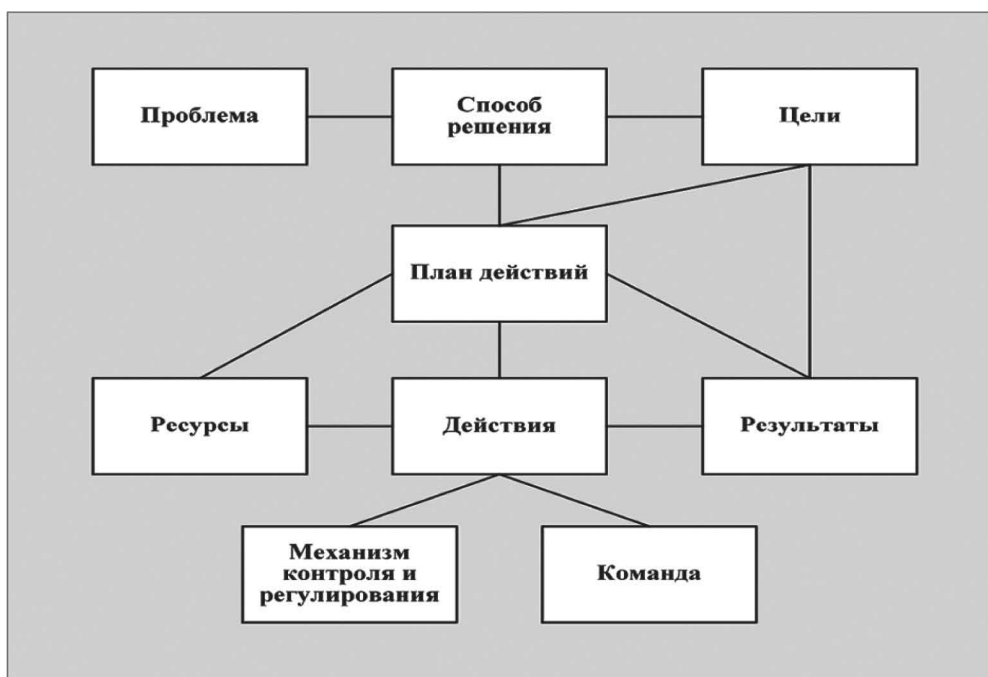 Проблема
Способ
решения
Цели
План действий
Ресурсы
Действия
Результаты
Механизм
контроля и
регулирования
Команда